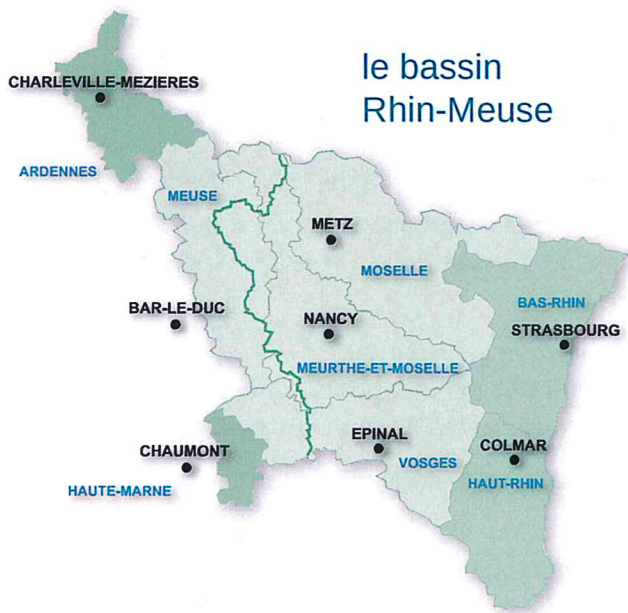 le bassin
Rhin-Meuse
CHARLEVILLE-MEZIERES
ARDENNES
MEUSE
METZ
MOSELLE
BAR-LE-DUC
NANCY
BAS-RHIN
STRASBOURG
MEURTHE-ET-MOSELLE
CHAUMONT
EPINAL
COLMAR
VOSGES
HAUTE-MARNE
HAUT-RHIN